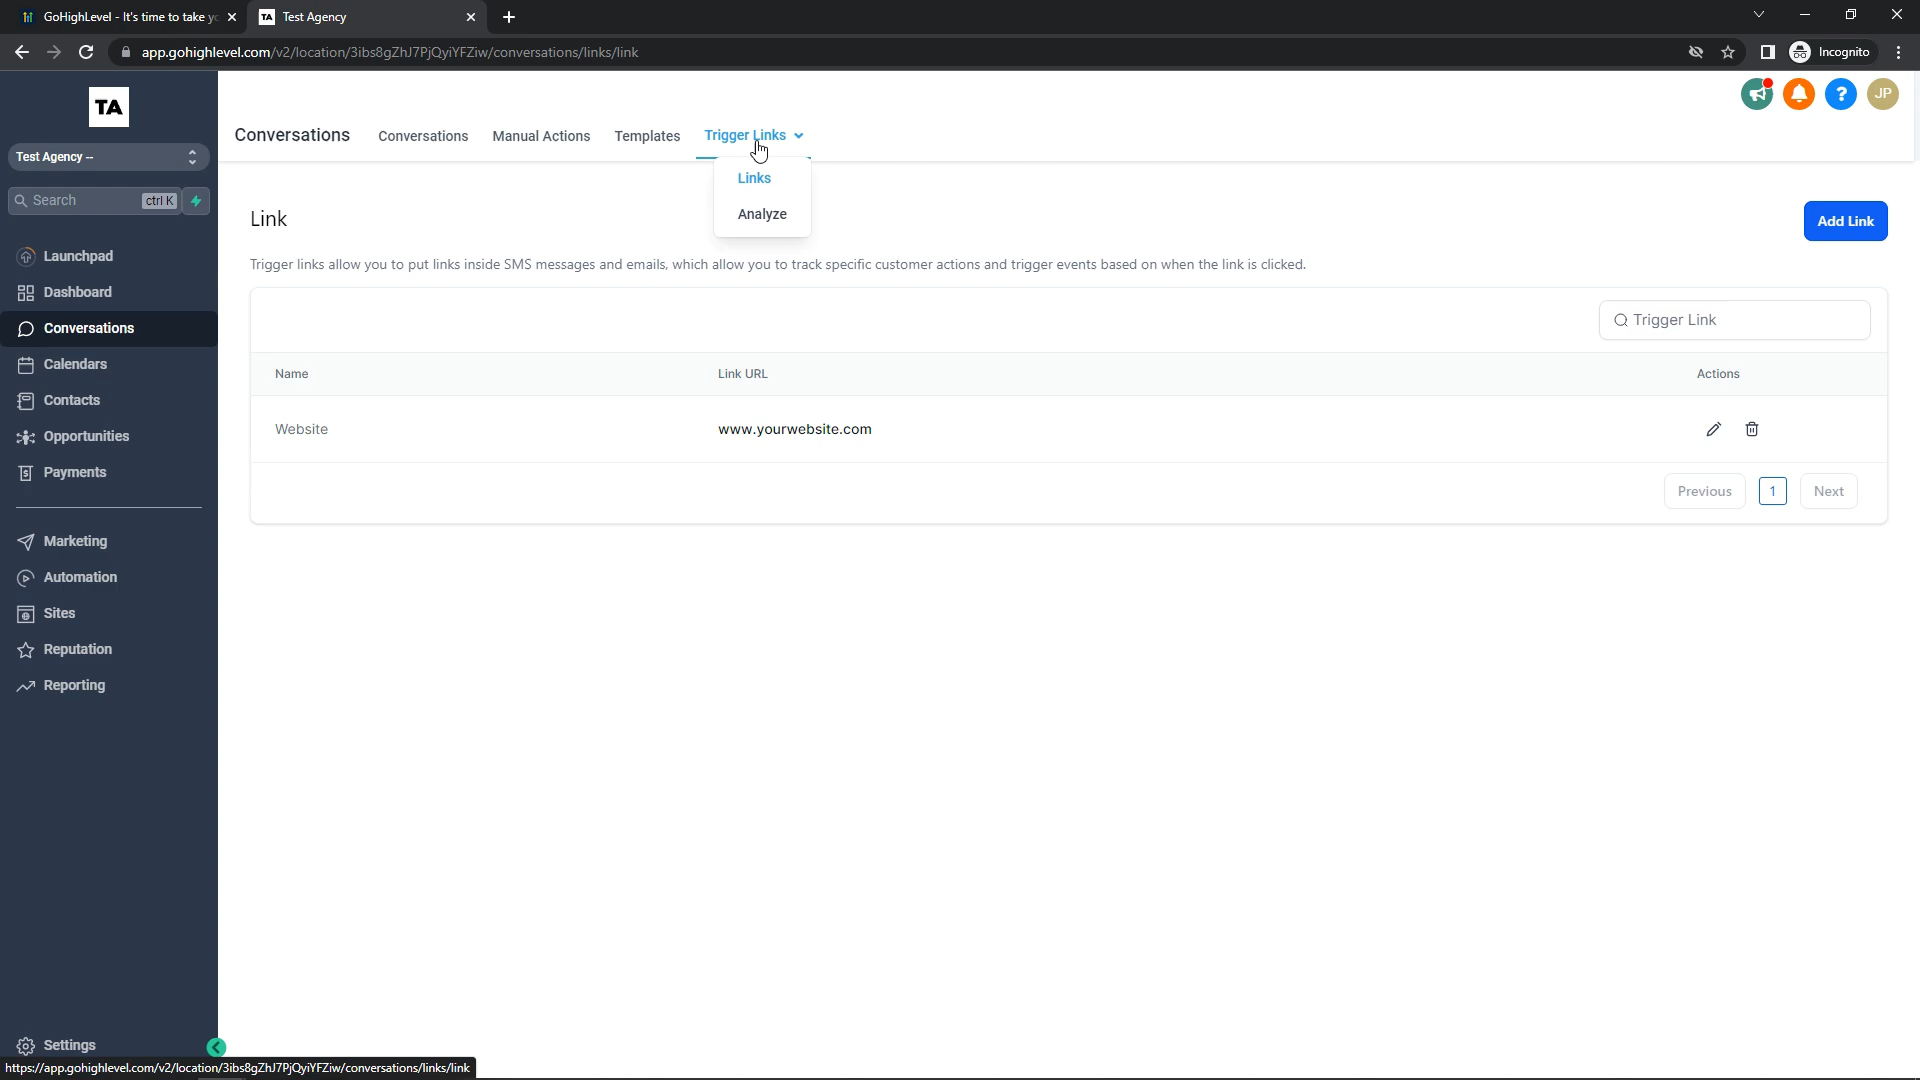 GoHighLevel - It's time to take yo
TA Test Agency
app.gohighlevel.com/v2/location/3ibs8gZhJ7PjQyiYFZiw/conversations/links/link
Incognito
TA
Test Agency --
Search ctrl K
Launchpad
Dashboard
Conversations
Calendars
Contacts
Opportunities
Payments
Marketing
Automation
Sites
Reputation
Reporting
Settings
? JP
Conversations Conversations Manual Actions Templates Trigger Links
Links
Analyze
Link
Add Link
Trigger links allow you to put links inside SMS messages and emails, which allow you to track specific customer actions and trigger events based on when the link is clicked.
Trigger Link
Name Link URL Actions
Website www.yourwebsite.com
Previous 1 Next
https://app.gohighlevel.com/v2/location/3ibs8gZhJ7PjQyiYFZiw/conversations/links/link